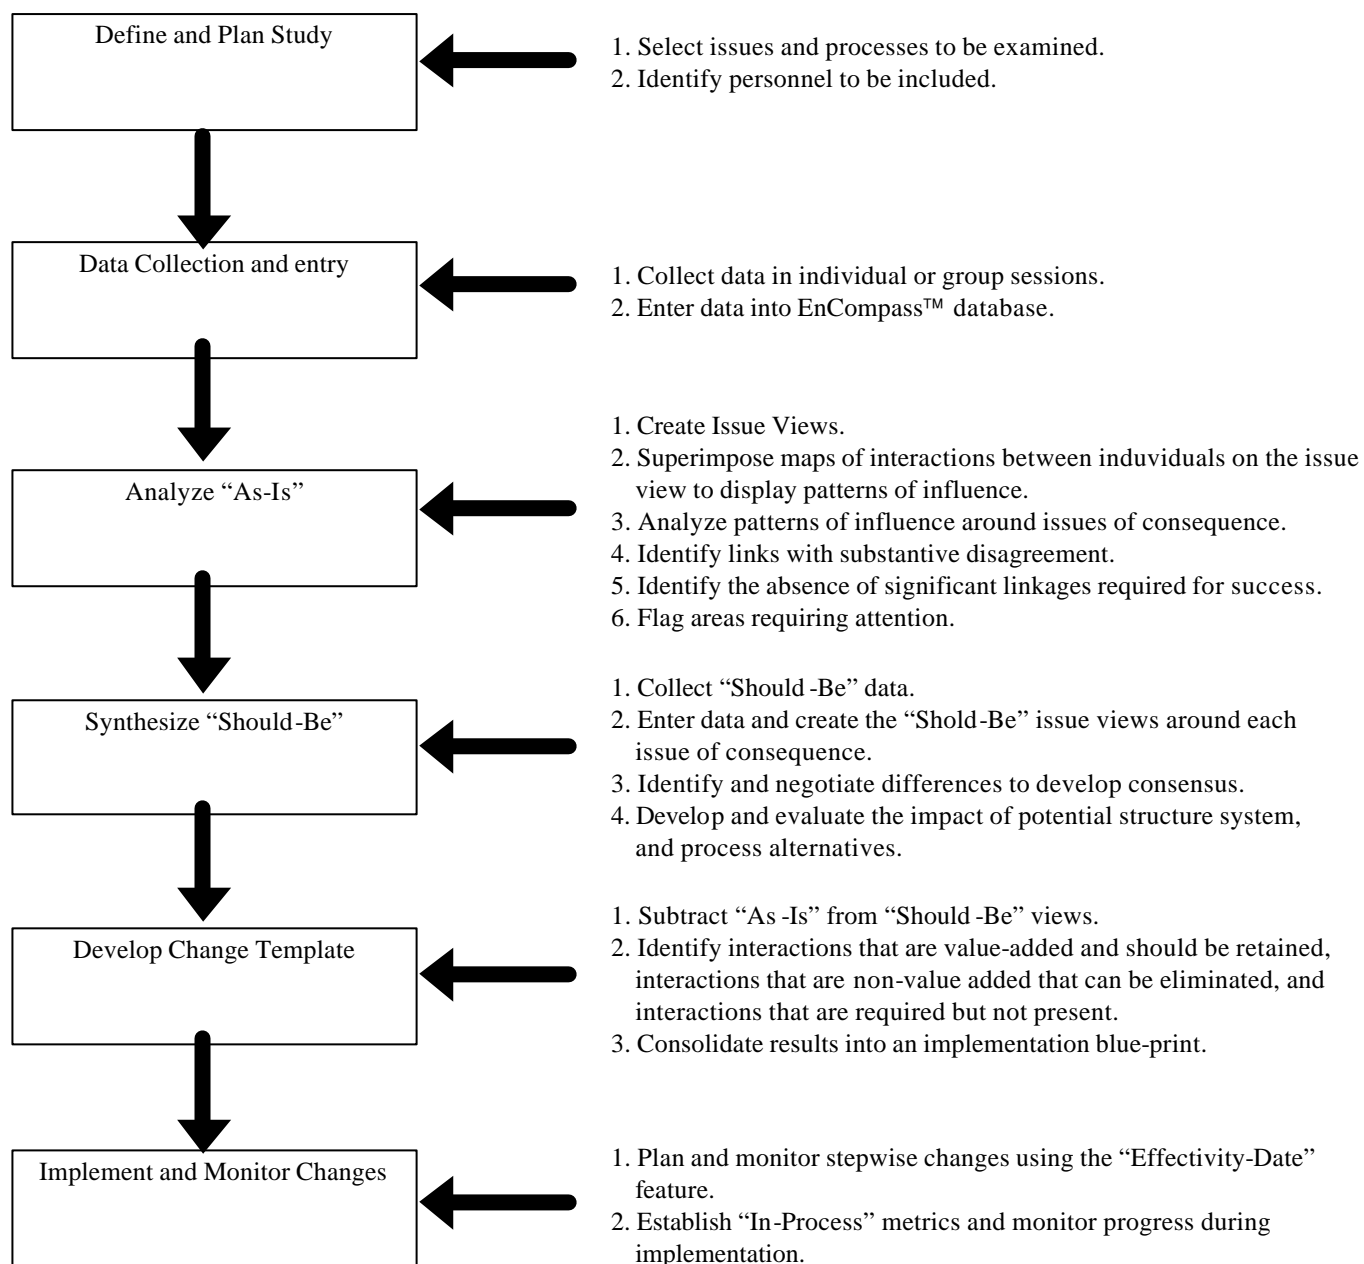 Define and Plan Study
1. Select issues and processes to be examined.
2. Identify personnel to be included.
Data Collection and entry
1. Collect data in individual or group sessions.
2. Enter data into EnCompass™ database.
Analyze “As-Is”
1. Create Issue Views.
2. Superimpose maps of interactions between induviduals on the issue
view to display patterns of influence.
3. Analyze patterns of influence around issues of consequence.
4. Identify links with substantive disagreement.
5. Identify the absence of significant linkages required for success.
6. Flag areas requiring attention.
Synthesize “Should-Be”
1. Collect “Should-Be” data.
2. Enter data and create the “Shold-Be” issue views around each
issue of consequence.
3. Identify and negotiate differences to develop consensus.
4. Develop and evaluate the impact of potential structure system,
and process alternatives.
Develop Change Template
1. Subtract “As-Is” from “Should-Be” views.
2. Identify interactions that are value-added and should be retained,
interactions that are non-value added that can be eliminated, and
interactions that are required but not present.
3. Consolidate results into an implementation blue-print.
Implement and Monitor Changes
1. Plan and monitor stepwise changes using the “Effectivity-Date”
feature.
2. Establish “In-Process” metrics and monitor progress during
implementation.